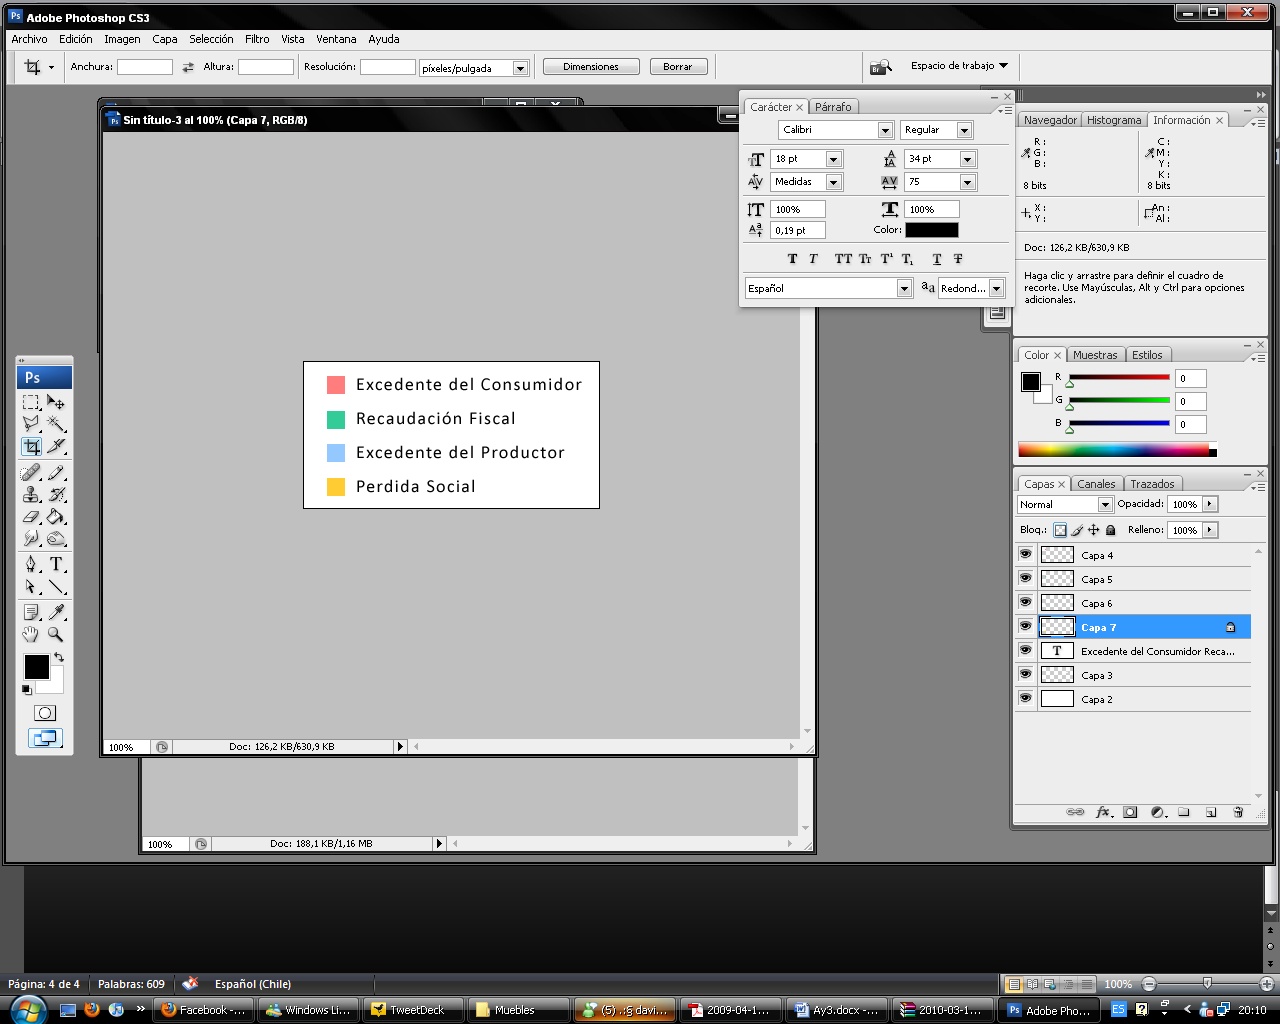 Adobe Photoshop CS3
Archivo Edición Imagen Capa Selección Filtro Vista Ventana Ayuda
Anchura: Altura: Resolución: píxeles/pulgada Dimensiones Borrar Espacio de trabajo
Sin título-3 al 100% (Capa 7, RGB/8)
Carácter Párrafo
Calibri Regular
18 pt 34 pt
Medidas 75
100% 100%
0,19 pt Color:
T T TT Tт T¹ T₁ T T
Español aa Redond...
Navegador Histograma Información
R : C :
G : M :
B : Y :
K :
8 bits 8 bits
X : An :
Y : Al :
Doc: 126,2 KB/630,9 KB
Haga clic y arrastre para definir el cuadro de
recorte. Use Mayúsculas, Alt y Ctrl para opciones
adicionales.
Color Muestras Estilos
R 0
G 0
B 0
Capas Canales Trazados
Normal Opacidad: 100%
Bloq.: Relleno: 100%
Capa 4
Capa 5
Capa 6
Capa 7
T Excedente del Consumidor Reca...
Capa 3
Capa 2
Ps
Excedente del Consumidor
Recaudación Fiscal
Excedente del Productor
Perdida Social
100% Doc: 126,2 KB/630,9 KB
100% Doc: 188,1 KB/1,16 MB
Página: 4 de 4 Palabras: 609 Español (Chile) 100%
Facebook -... Windows Li... TweetDeck Muebles (5) .:§ davi... 2009-04-1... Ay3.docx -... 2010-03-1... Adobe Pho... ES 20:10